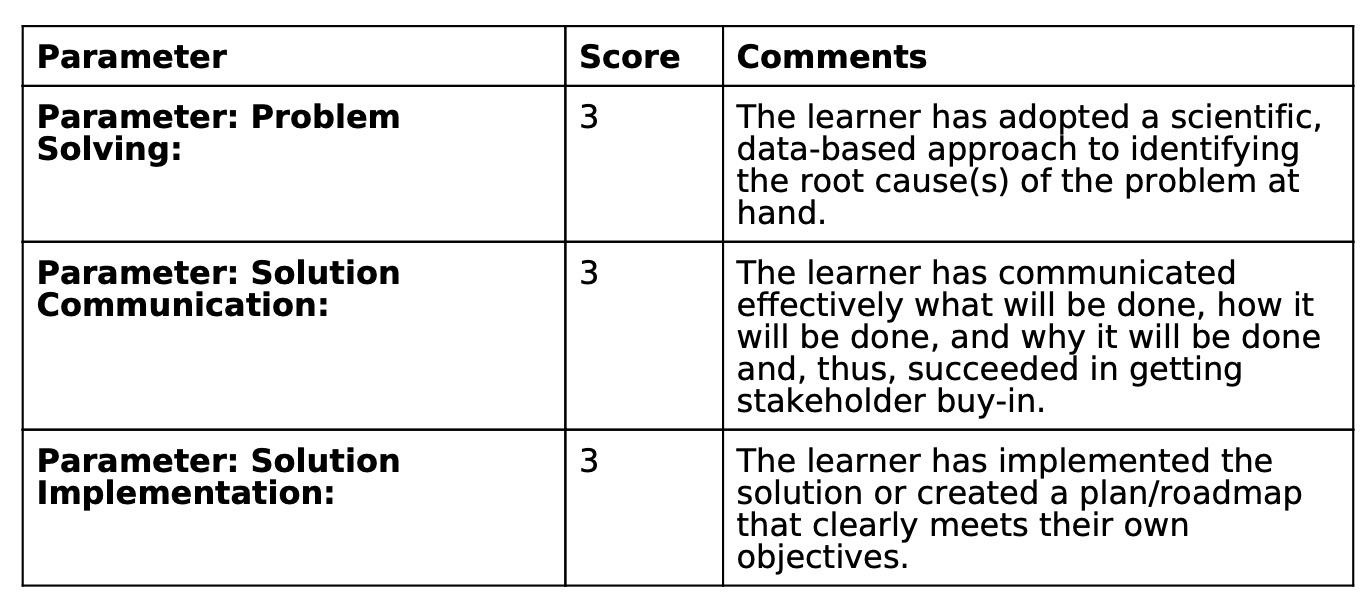 Parameter
Score
Comments
Parameter: Problem
Solving:
3
The learner has adopted a scientific,
data-based approach to identifying
the root cause(s) of the problem at
hand.
Parameter: Solution
Communication:
3
The learner has communicated
effectively what will be done, how it
will be done, and why it will be done
and, thus, succeeded in getting
stakeholder buy-in.
Parameter: Solution
Implementation:
3
The learner has implemented the
solution or created a plan/roadmap
that clearly meets their own
objectives.